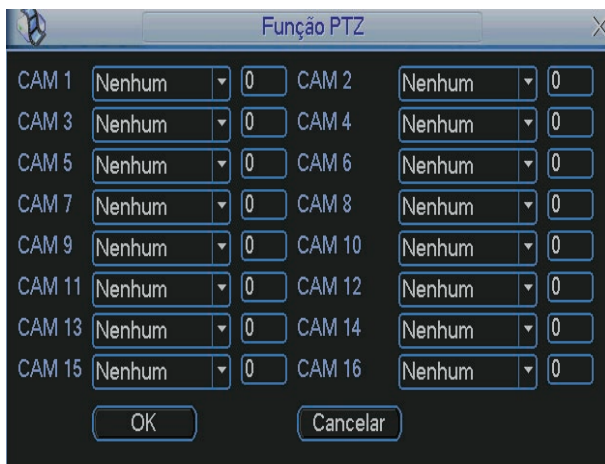 Função PTZ
CAM 1 Nenhum 0 CAM 2 Nenhum 0
CAM 3 Nenhum 0 CAM 4 Nenhum 0
CAM 5 Nenhum 0 CAM 6 Nenhum 0
CAM 7 Nenhum 0 CAM 8 Nenhum 0
CAM 9 Nenhum 0 CAM 10 Nenhum 0
CAM 11 Nenhum 0 CAM 12 Nenhum 0
CAM 13 Nenhum 0 CAM 14 Nenhum 0
CAM 15 Nenhum 0 CAM 16 Nenhum 0
OK Cancelar